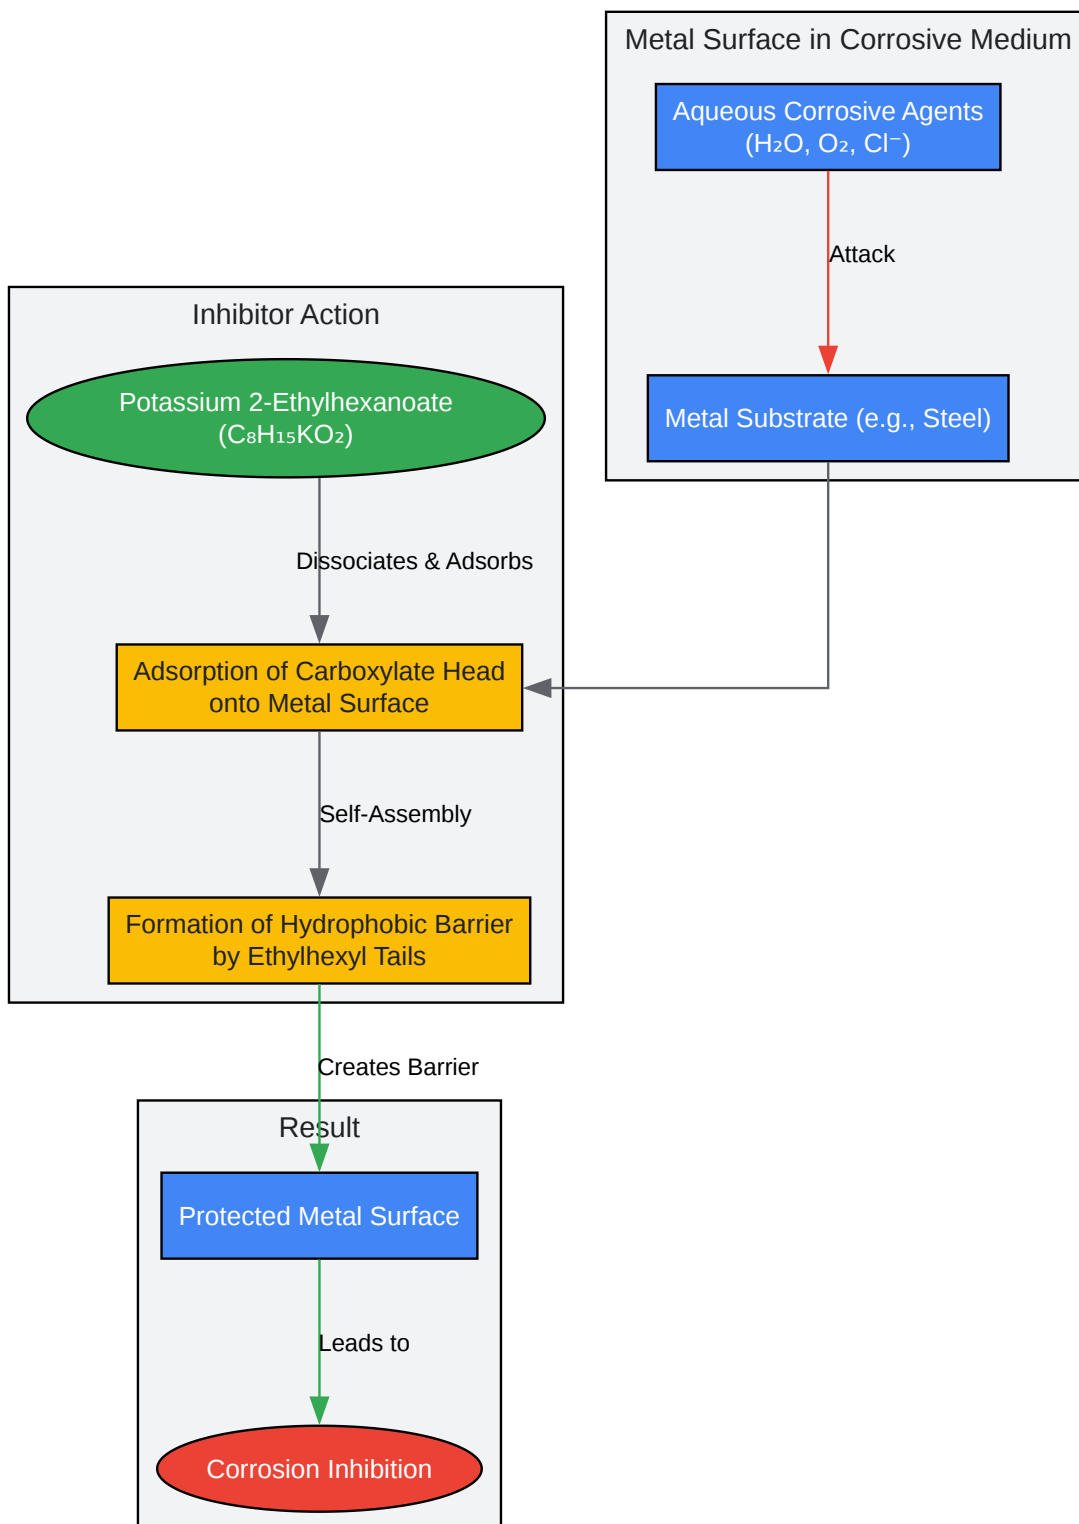 Metal Surface in Corrosive Medium
Aqueous Corrosive Agents
(H₂O, O₂, Cl⁻)
Attack
Metal Substrate (e.g., Steel)
Inhibitor Action
Potassium 2-Ethylhexanoate
(C₈H₁₅KO₂)
Dissociates & Adsorbs
Adsorption of Carboxylate Head
onto Metal Surface
Self-Assembly
Formation of Hydrophobic Barrier
by Ethylhexyl Tails
Creates Barrier
Result
Protected Metal Surface
Leads to
Corrosion Inhibition